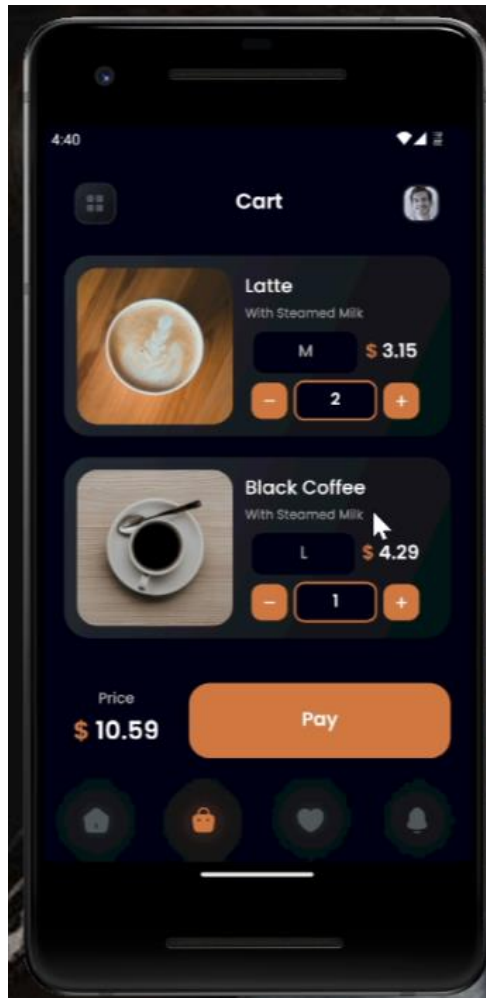 4:40
Cart
Latte
With Steamed Milk
M
$ 3.15
−
2
+
Black Coffee
With Steamed Milk
L
$ 4.29
−
1
+
Price
$ 10.59
Pay